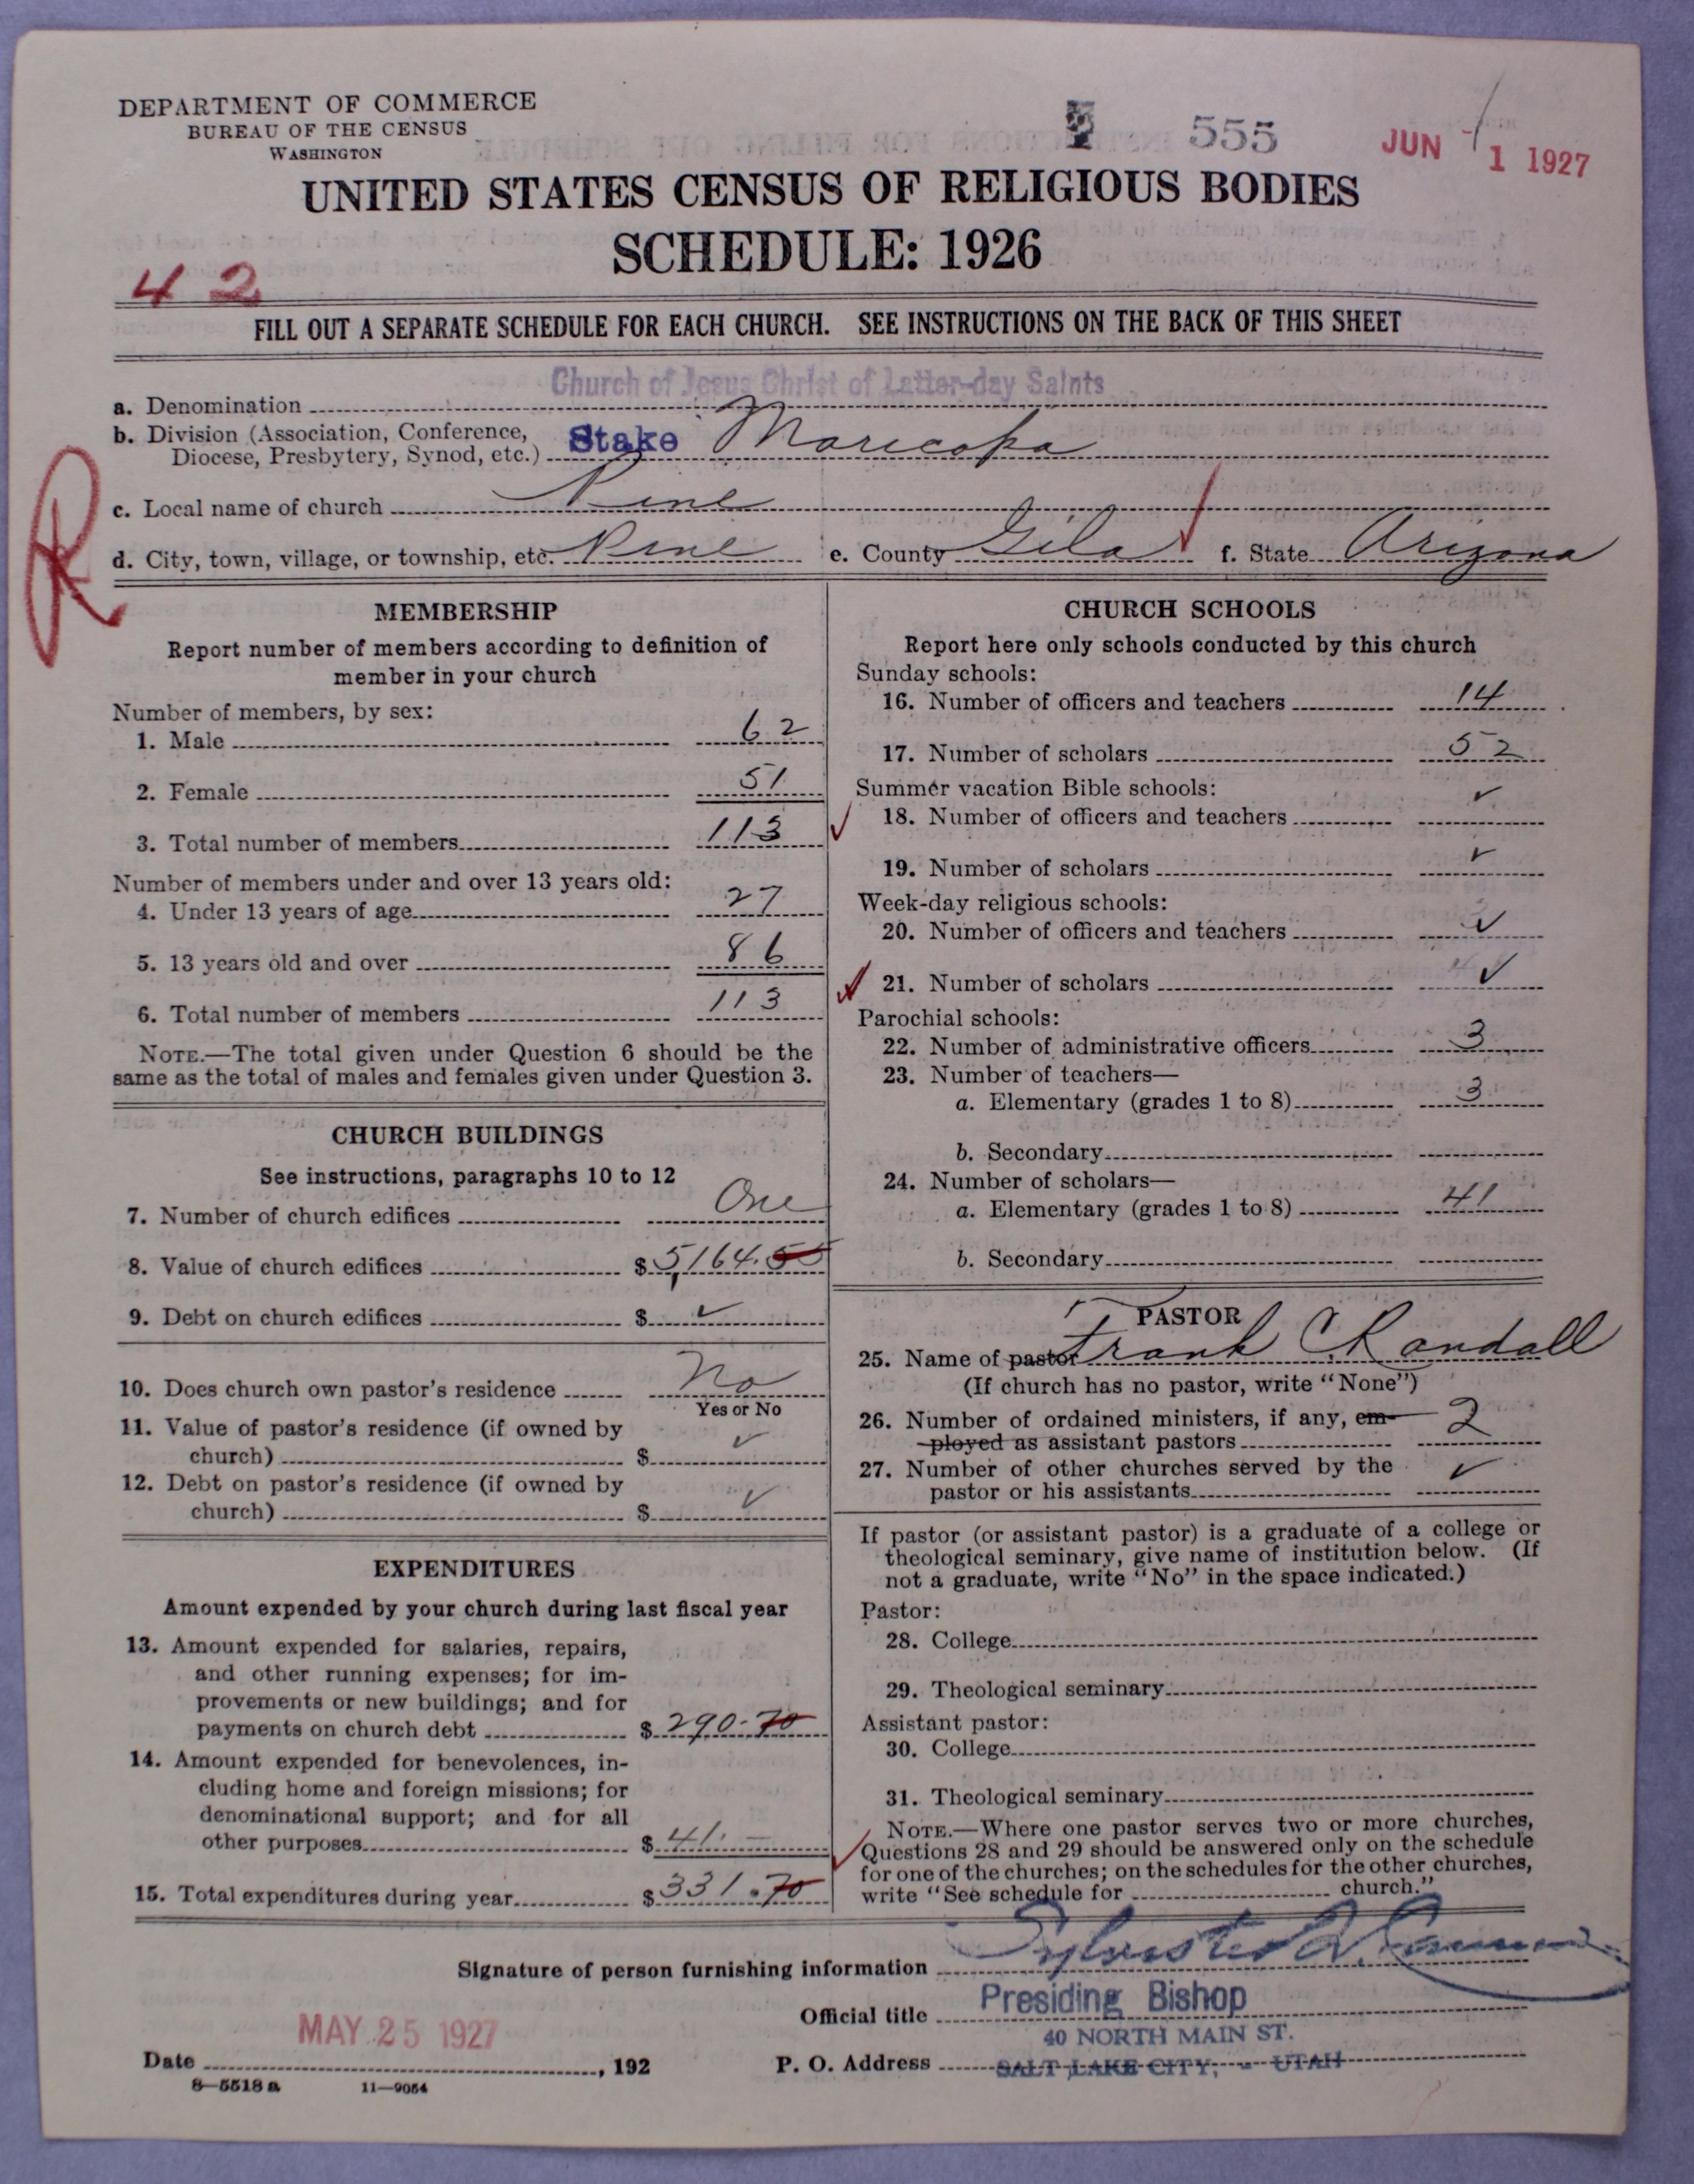 DEPARTMENT OF COMMERCE
BUREAU OF THE CENSUS
WASHINGTON
555
JUN 1 1927
UNITED STATES CENSUS OF RELIGIOUS BODIES
SCHEDULE: 1926
42
FILL OUT A SEPARATE SCHEDULE FOR EACH CHURCH. SEE INSTRUCTIONS ON THE BACK OF THIS SHEET
Church of Jesus Christ of Latter-day Saints
a. Denomination
b. Division (Association, Conference, Stake Maricopa
Diocese, Presbytery, Synod, etc.)
c. Local name of church Pine
d. City, town, village, or township, etc. Pine e. County Gila ✓ f. State Arizona
R
MEMBERSHIP
Report number of members according to definition of
member in your church
Number of members, by sex:
1. Male 62
2. Female 51
3. Total number of members 113 ✓
Number of members under and over 13 years old:
4. Under 13 years of age 27
5. 13 years old and over 86
6. Total number of members 113
NOTE.—The total given under Question 6 should be the
same as the total of males and females given under Question 3.
CHURCH BUILDINGS
See instructions, paragraphs 10 to 12
7. Number of church edifices One
8. Value of church edifices $ 5,164.55
9. Debt on church edifices $ ✓
10. Does church own pastor's residence No
Yes or No
11. Value of pastor's residence (if owned by
church) $ ✓
12. Debt on pastor's residence (if owned by
church) $ ✓
EXPENDITURES
Amount expended by your church during last fiscal year
13. Amount expended for salaries, repairs,
and other running expenses; for im-
provements or new buildings; and for
payments on church debt $ 290.70
14. Amount expended for benevolences, in-
cluding home and foreign missions; for
denominational support; and for all
other purposes $ 41.—
15. Total expenditures during year $ 331.70
CHURCH SCHOOLS
Report here only schools conducted by this church
Sunday schools:
16. Number of officers and teachers 14
17. Number of scholars 52
Summer vacation Bible schools:
18. Number of officers and teachers ✓
19. Number of scholars ✓
Week-day religious schools:
20. Number of officers and teachers ✓
✓ 21. Number of scholars ✓
Parochial schools:
22. Number of administrative officers 3
23. Number of teachers—
a. Elementary (grades 1 to 8) 3
b. Secondary
24. Number of scholars—
a. Elementary (grades 1 to 8) 41
b. Secondary
PASTOR
25. Name of pastor Frank C Randall
(If church has no pastor, write "None")
26. Number of ordained ministers, if any, em-
ployed as assistant pastors 2
27. Number of other churches served by the
pastor or his assistants ✓
If pastor (or assistant pastor) is a graduate of a college or
theological seminary, give name of institution below. (If
not a graduate, write "No" in the space indicated.)
Pastor:
28. College
29. Theological seminary
Assistant pastor:
30. College
31. Theological seminary
NOTE.—Where one pastor serves two or more churches,
✓ Questions 28 and 29 should be answered only on the schedule
for one of the churches; on the schedules for the other churches,
write "See schedule for church."
Signature of person furnishing information Sylvester Q. Cannon
Official title Presiding Bishop
40 NORTH MAIN ST.
MAY 25 1927
Date , 192
P. O. Address SALT LAKE CITY, - UTAH
8—5518 a 11—9054